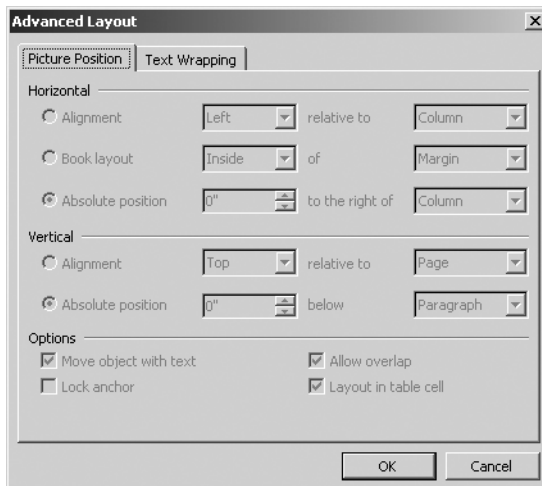 Advanced Layout
Picture Position Text Wrapping
Horizontal
Alignment Left relative to Column
Book layout Inside of Margin
Absolute position 0" to the right of Column
Vertical
Alignment Top relative to Page
Absolute position 0" below Paragraph
Options
Move object with text Allow overlap
Lock anchor Layout in table cell
OK Cancel